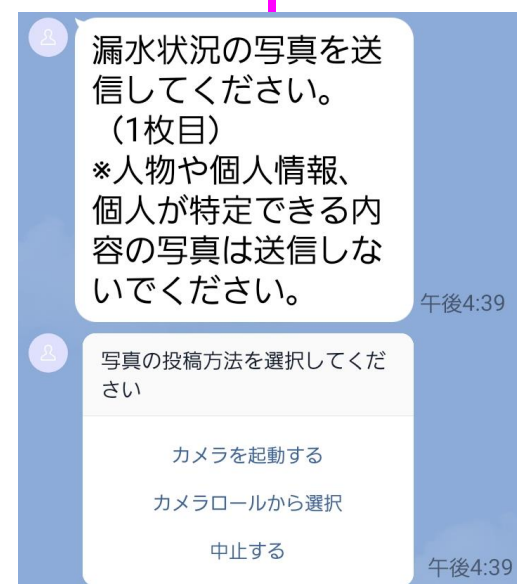 漏水状況の写真を送
信してください。
（1枚目）
※人物や個人情報、
個人が特定できる内
容の写真は送信しな
いでください。
午後4:39
写真の投稿方法を選択してくだ
さい
カメラを起動する
カメラロールから選択
中止する
午後4:39